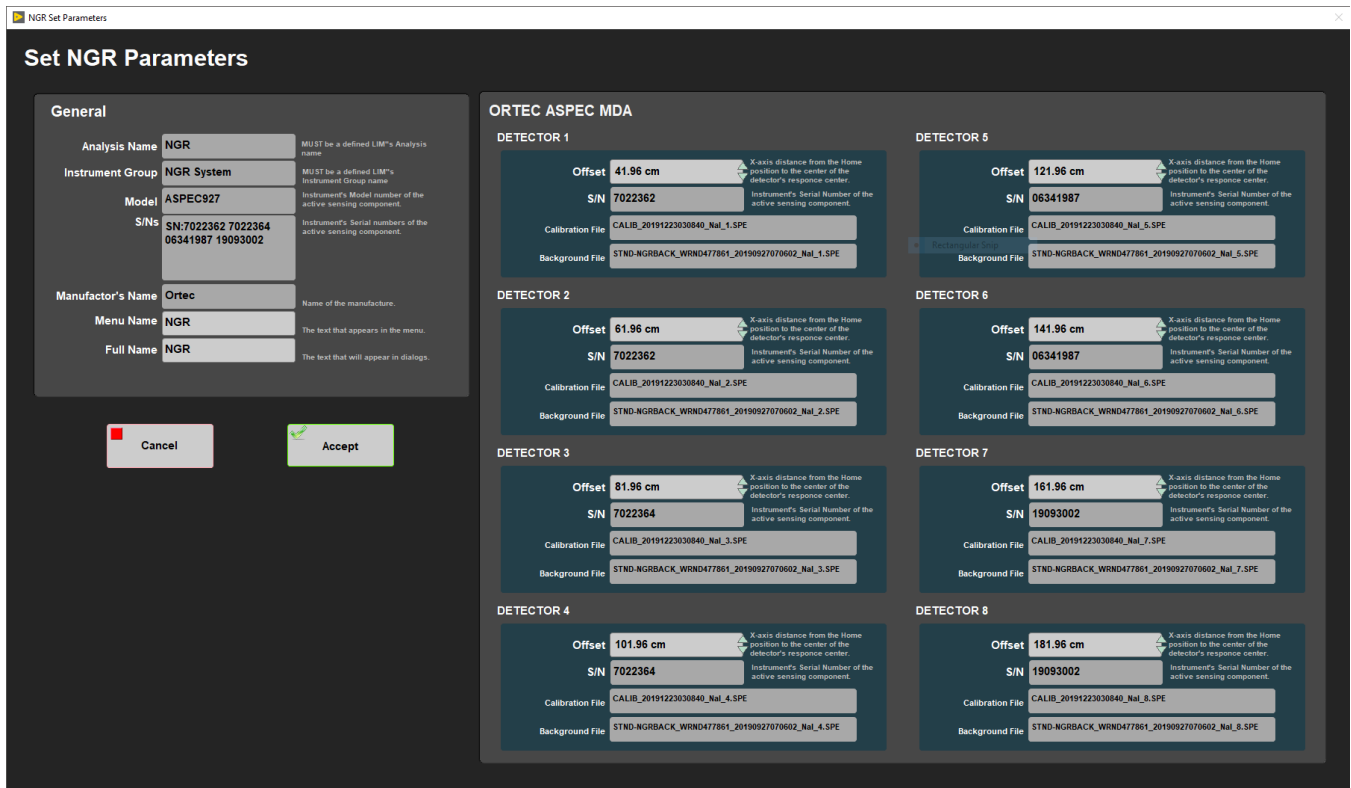 NGR Set Parameters
Set NGR Parameters
General
Analysis Name NGR MUST be a defined LIM"s Analysis
name
Instrument Group NGR System MUST be a defined LIM"s
Instrument Group name
Model ASPEC927 Instrument's Model number of the
active sensing component.
S/Ns SN:7022362 7022364 Instrument's Serial numbers of the
06341987 19093002 active sensing component.
Manufactor's Name Ortec Name of the manufacture.
Menu Name NGR The text that appears in the menu.
Full Name NGR The text that will appear in dialogs.
Cancel Accept
ORTEC ASPEC MDA
DETECTOR 1
Offset 41.96 cm X-axis distance from the Home
position to the center of the
detector's responce center.
S/N 7022362 Instrument's Serial Number of the
active sensing component.
Calibration File CALIB_20191223030840_NaI_1.SPE
Background File STND-NGRBACK_WRND477861_20190927070602_NaI_1.SPE
DETECTOR 2
Offset 61.96 cm X-axis distance from the Home
position to the center of the
detector's responce center.
S/N 7022362 Instrument's Serial Number of the
active sensing component.
Calibration File CALIB_20191223030840_NaI_2.SPE
Background File STND-NGRBACK_WRND477861_20190927070602_NaI_2.SPE
DETECTOR 3
Offset 81.96 cm X-axis distance from the Home
position to the center of the
detector's responce center.
S/N 7022364 Instrument's Serial Number of the
active sensing component.
Calibration File CALIB_20191223030840_NaI_3.SPE
Background File STND-NGRBACK_WRND477861_20190927070602_NaI_3.SPE
DETECTOR 4
Offset 101.96 cm X-axis distance from the Home
position to the center of the
detector's responce center.
S/N 7022364 Instrument's Serial Number of the
active sensing component.
Calibration File CALIB_20191223030840_NaI_4.SPE
Background File STND-NGRBACK_WRND477861_20190927070602_NaI_4.SPE
DETECTOR 5
Offset 121.96 cm X-axis distance from the Home
position to the center of the
detector's responce center.
S/N 06341987 Instrument's Serial Number of the
active sensing component.
Calibration File CALIB_20191223030840_NaI_5.SPE
Rectangular Snip
Background File STND-NGRBACK_WRND477861_20190927070602_NaI_5.SPE
DETECTOR 6
Offset 141.96 cm X-axis distance from the Home
position to the center of the
detector's responce center.
S/N 06341987 Instrument's Serial Number of the
active sensing component.
Calibration File CALIB_20191223030840_NaI_6.SPE
Background File STND-NGRBACK_WRND477861_20190927070602_NaI_6.SPE
DETECTOR 7
Offset 161.96 cm X-axis distance from the Home
position to the center of the
detector's responce center.
S/N 19093002 Instrument's Serial Number of the
active sensing component.
Calibration File CALIB_20191223030840_NaI_7.SPE
Background File STND-NGRBACK_WRND477861_20190927070602_NaI_7.SPE
DETECTOR 8
Offset 181.96 cm X-axis distance from the Home
position to the center of the
detector's responce center.
S/N 19093002 Instrument's Serial Number of the
active sensing component.
Calibration File CALIB_20191223030840_NaI_8.SPE
Background File STND-NGRBACK_WRND477861_20190927070602_NaI_8.SPE